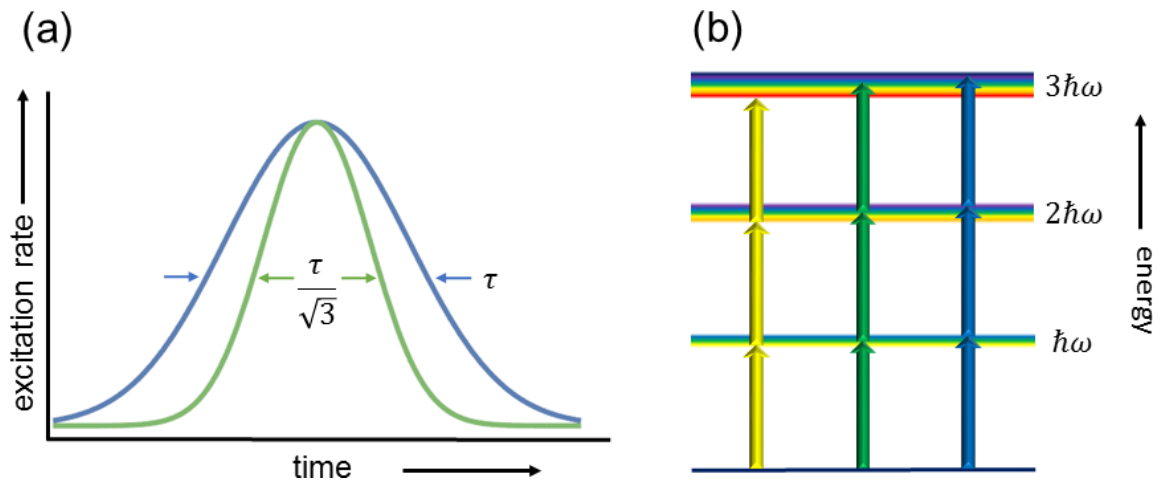 (a)
excitation rate
τ
τ
√3
time
(b)
3ħω
2ħω
ħω
energy